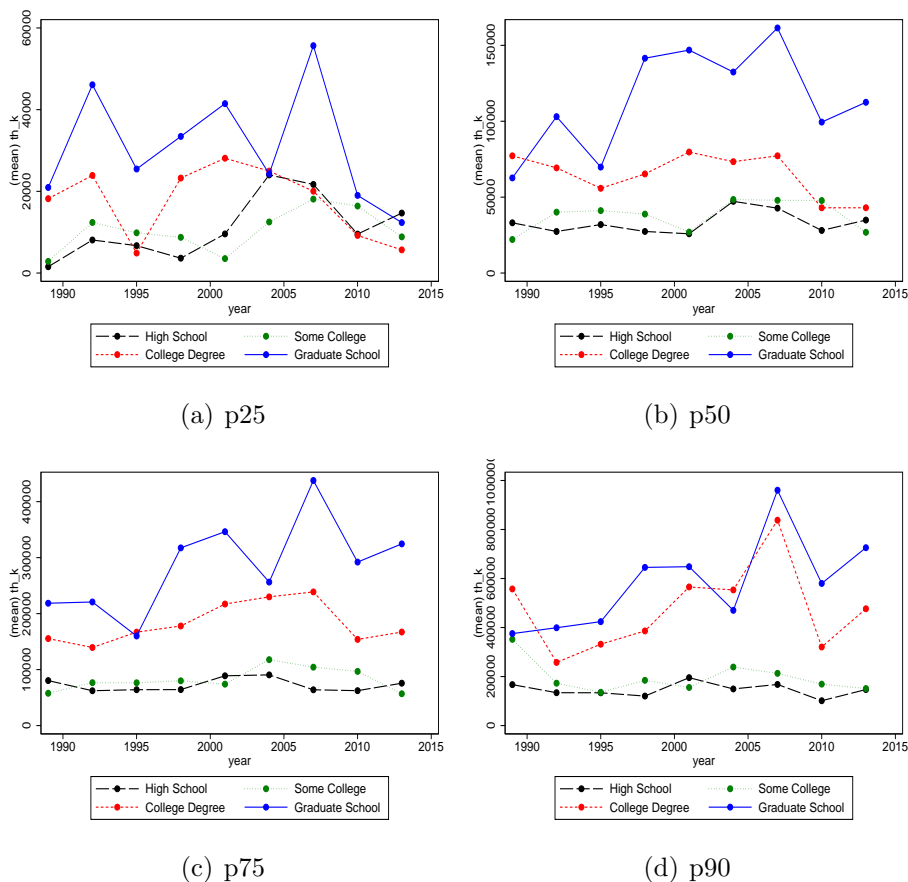 (mean) th_k
0 20000 40000 60000
1990 1995 2000 2005 2010 2015
year
High School Some College
College Degree Graduate School
(a) p25
(mean) th_k
0 50000 100000 150000
1990 1995 2000 2005 2010 2015
year
High School Some College
College Degree Graduate School
(b) p50
(mean) th_k
0 100000 200000 300000 400000
1990 1995 2000 2005 2010 2015
year
High School Some College
College Degree Graduate School
(c) p75
(mean) th_k
0 200000 400000 600000 800000 1000000
1990 1995 2000 2005 2010 2015
year
High School Some College
College Degree Graduate School
(d) p90